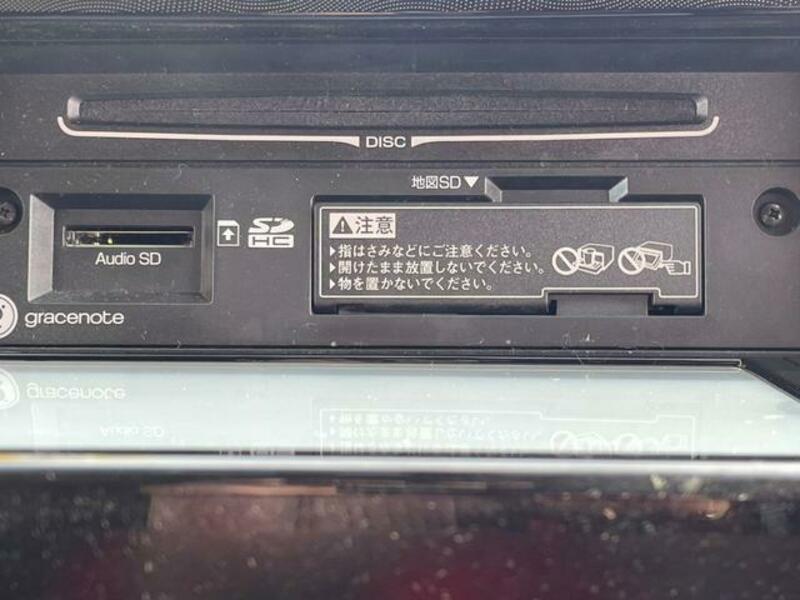 DISC
地図SD▼
⚠注意
▶指はさみなどにご注意ください。
▶開けたまま放置しないでください。
▶物を置かないでください。
SD
HC
Audio SD
gracenote